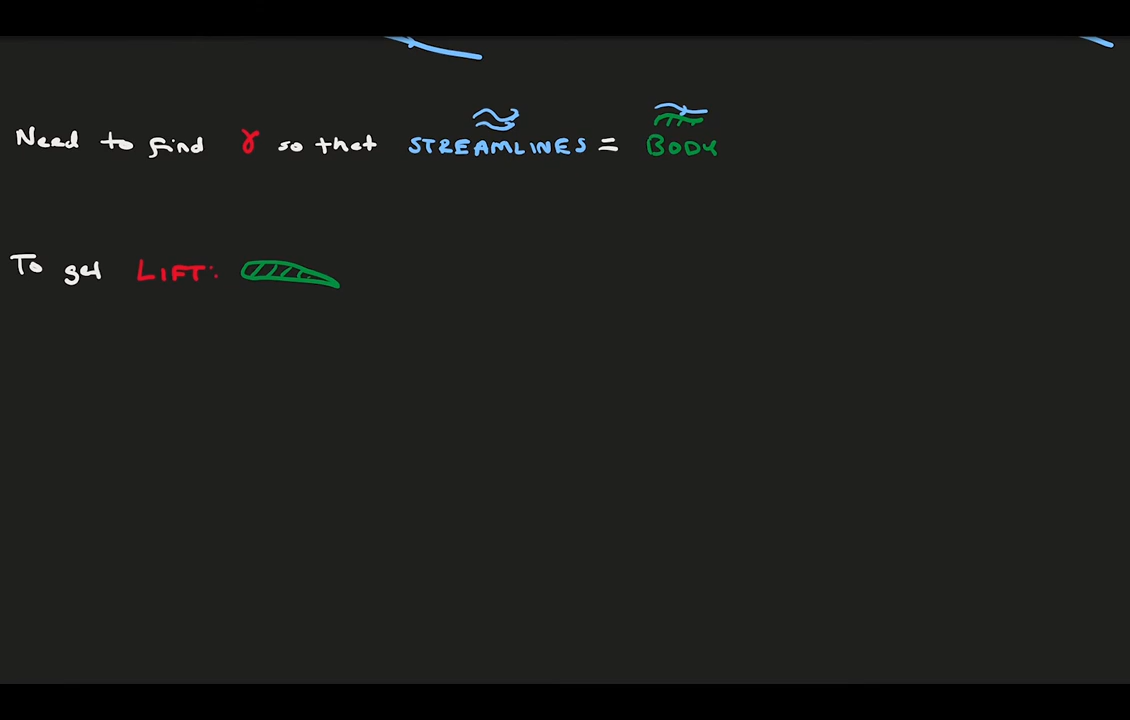 Need to find γ so that STREAMLINES = BODY
To get LIFT: